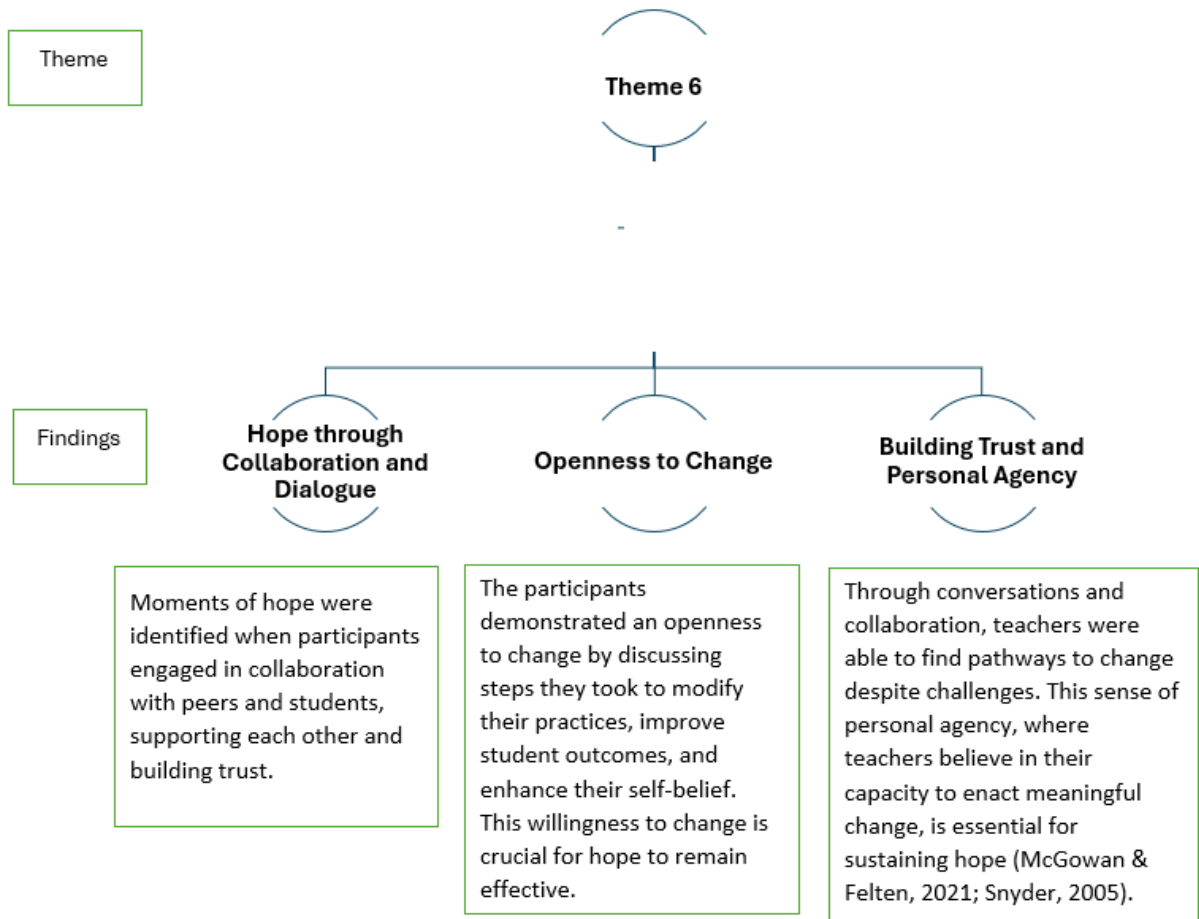 Theme
Theme 6
-
Findings
Hope through
Collaboration and
Dialogue
Openness to Change
Building Trust and
Personal Agency
Moments of hope were
identified when participants
engaged in collaboration
with peers and students,
supporting each other and
building trust.
The participants
demonstrated an openness
to change by discussing
steps they took to modify
their practices, improve
student outcomes, and
enhance their self-belief.
This willingness to change is
crucial for hope to remain
effective.
Through conversations and
collaboration, teachers were
able to find pathways to change
despite challenges. This sense of
personal agency, where
teachers believe in their
capacity to enact meaningful
change, is essential for
sustaining hope (McGowan &
Felten, 2021; Snyder, 2005).